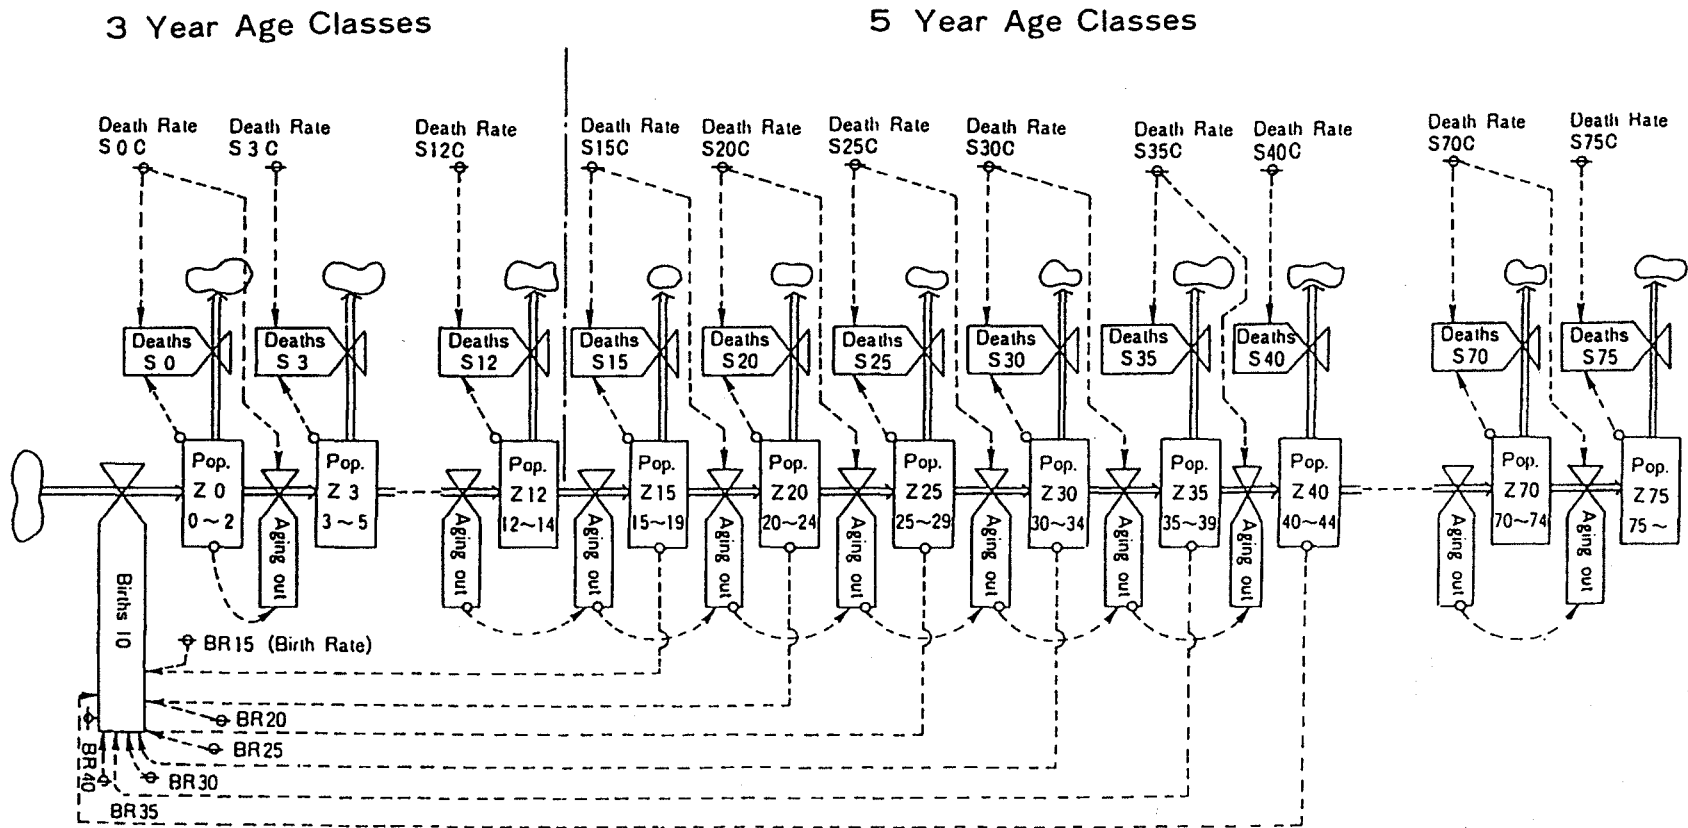 3 Year Age Classes
5 Year Age Classes
Death Rate
S0C
Death Rate
S3C
Death Rate
S12C
Death Rate
S15C
Death Rate
S20C
Death Rate
S25C
Death Rate
S30C
Death Rate
S35C
Death Rate
S40C
Death Rate
S70C
Death Rate
S75C
Deaths
S0
Deaths
S3
Deaths
S12
Deaths
S15
Deaths
S20
Deaths
S25
Deaths
S30
Deaths
S35
Deaths
S40
Deaths
S70
Deaths
S75
Pop.
Z0
0~2
Pop.
Z3
3~5
Pop.
Z12
12~14
Pop.
Z15
15~19
Pop.
Z20
20~24
Pop.
Z25
25~29
Pop.
Z30
30~34
Pop.
Z35
35~39
Pop.
Z40
40~44
Pop.
Z70
70~74
Pop.
Z75
75~
Aging out
Aging out
Aging out
Aging out
Aging out
Aging out
Aging out
Aging out
Aging out
Aging out
Births 10
BR15 (Birth Rate)
BR20
BR25
BR30
BR40
BR35